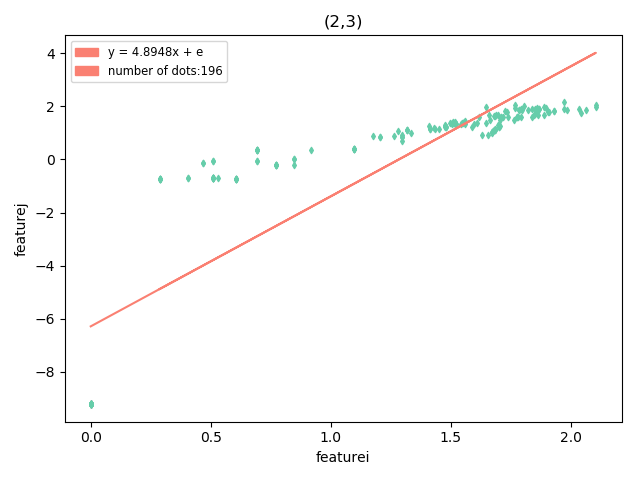 (2,3)
y = 4.8948x + e
number of dots:196
4
2
0
−2
−4
−6
−8
featurej
0.0 0.5 1.0 1.5 2.0
featurei